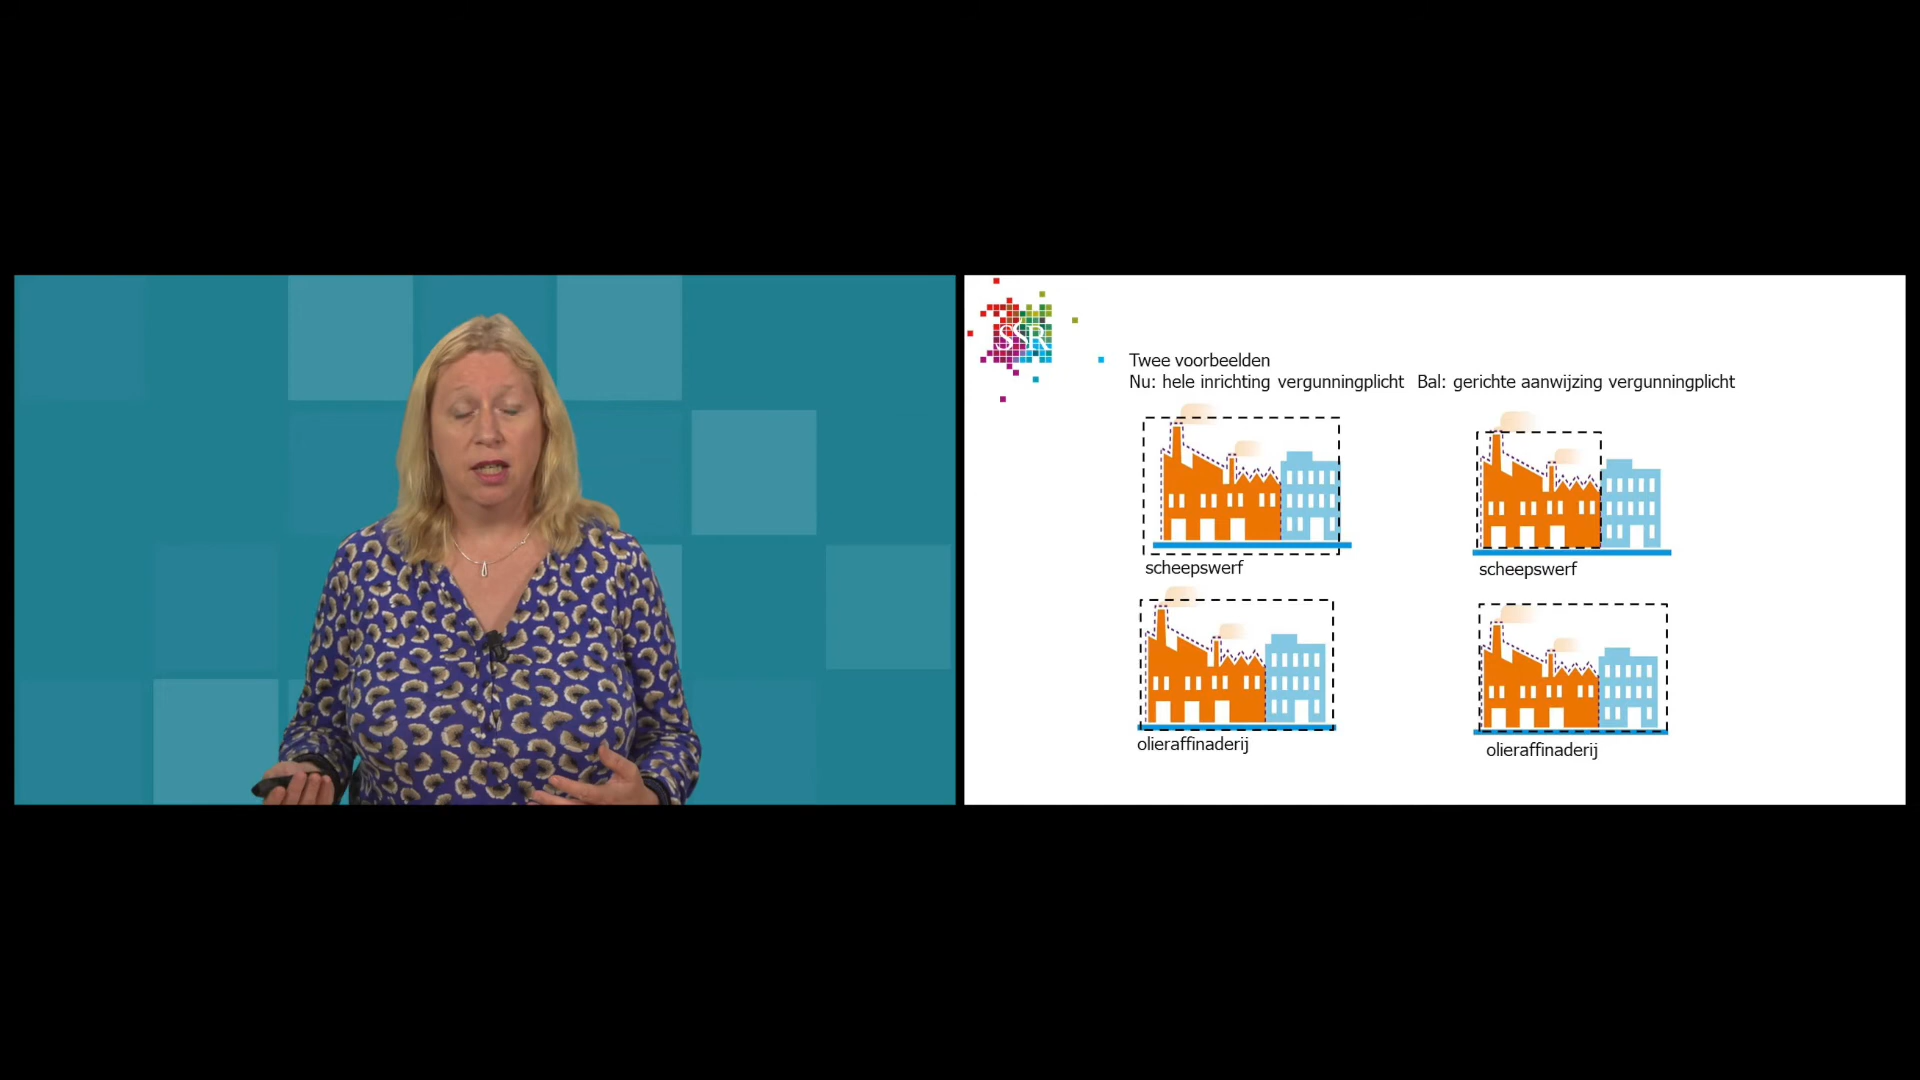 SSR
Twee voorbeelden
Nu: hele inrichting vergunningplicht Bal: gerichte aanwijzing vergunningplicht
scheepswerf
scheepswerf
olieraffinaderij
olieraffinaderij